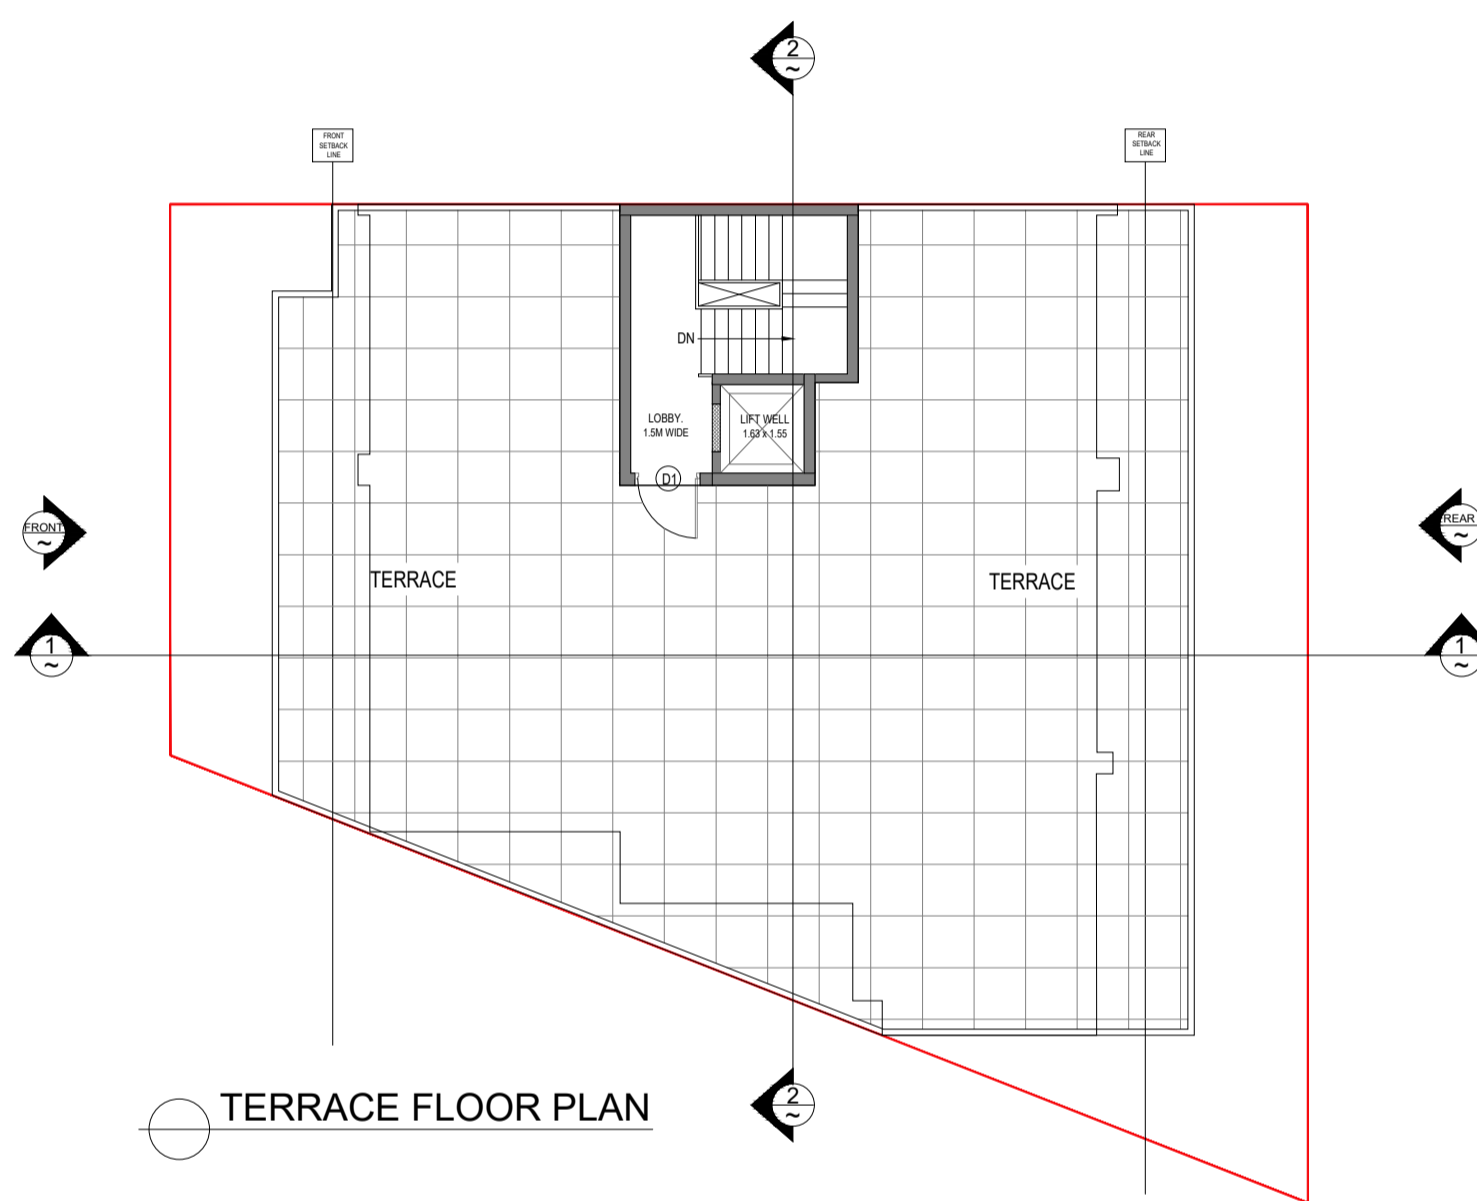 2
~
FRONT
SETBACK
LINE
REAR
SETBACK
LINE
DN
LOBBY.
1.5M WIDE
LIFT WELL
1.63 x 1.55
D1
FRONT
~
REAR
~
TERRACE
TERRACE
1
~
1
~
TERRACE FLOOR PLAN
2
~